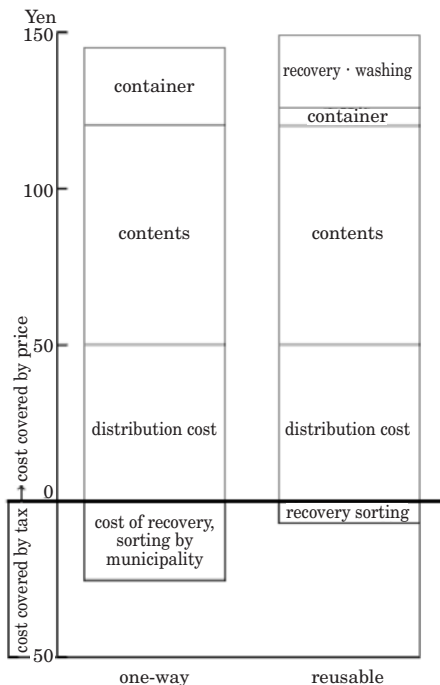 Yen
150
100
50
0
50
cost covered by price
cost covered by tax
container
contents
distribution cost
cost of recovery,
sorting by
municipality
one-way
recovery · washing
container
contents
distribution cost
recovery sorting
reusable